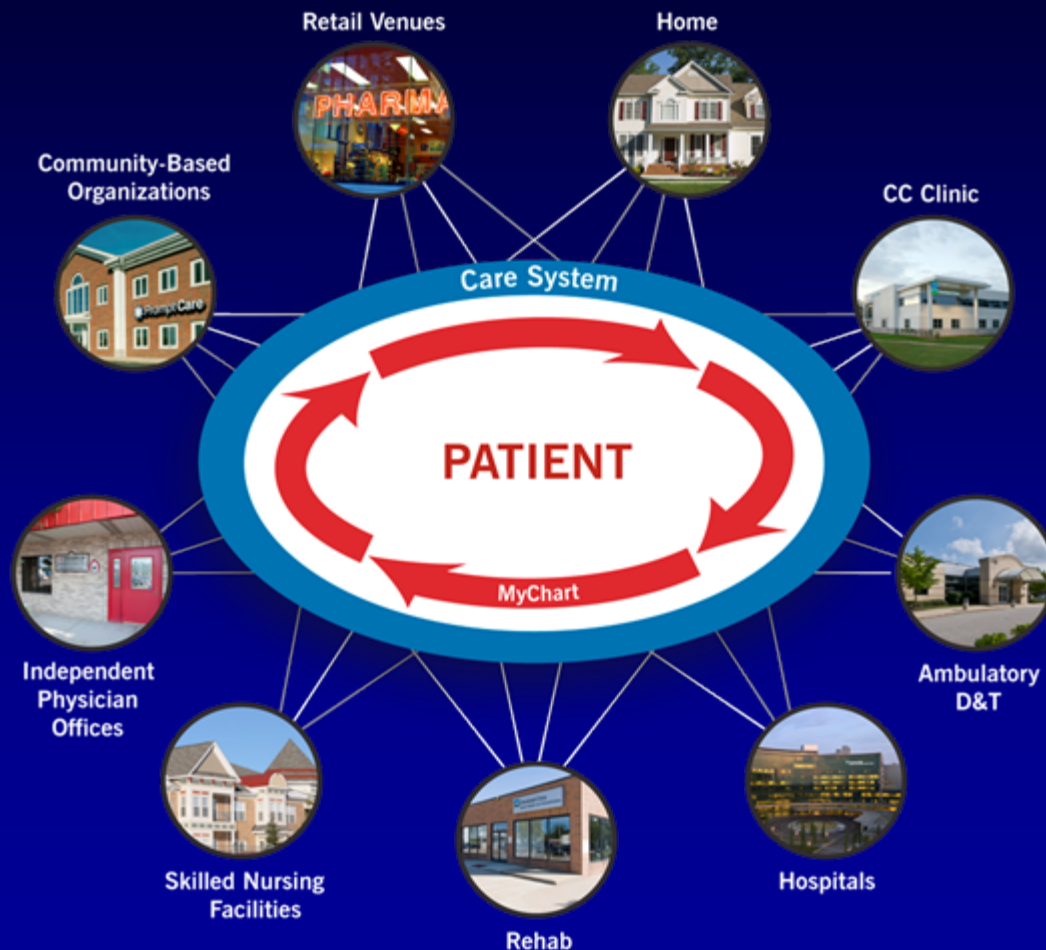 Retail Venues
Home
Community-Based
Organizations
CC Clinic
PHARMA
PromptCare
Care System
PATIENT
MyChart
Independent
Physician
Offices
Ambulatory
D&T
Skilled Nursing
Facilities
Hospitals
Rehab